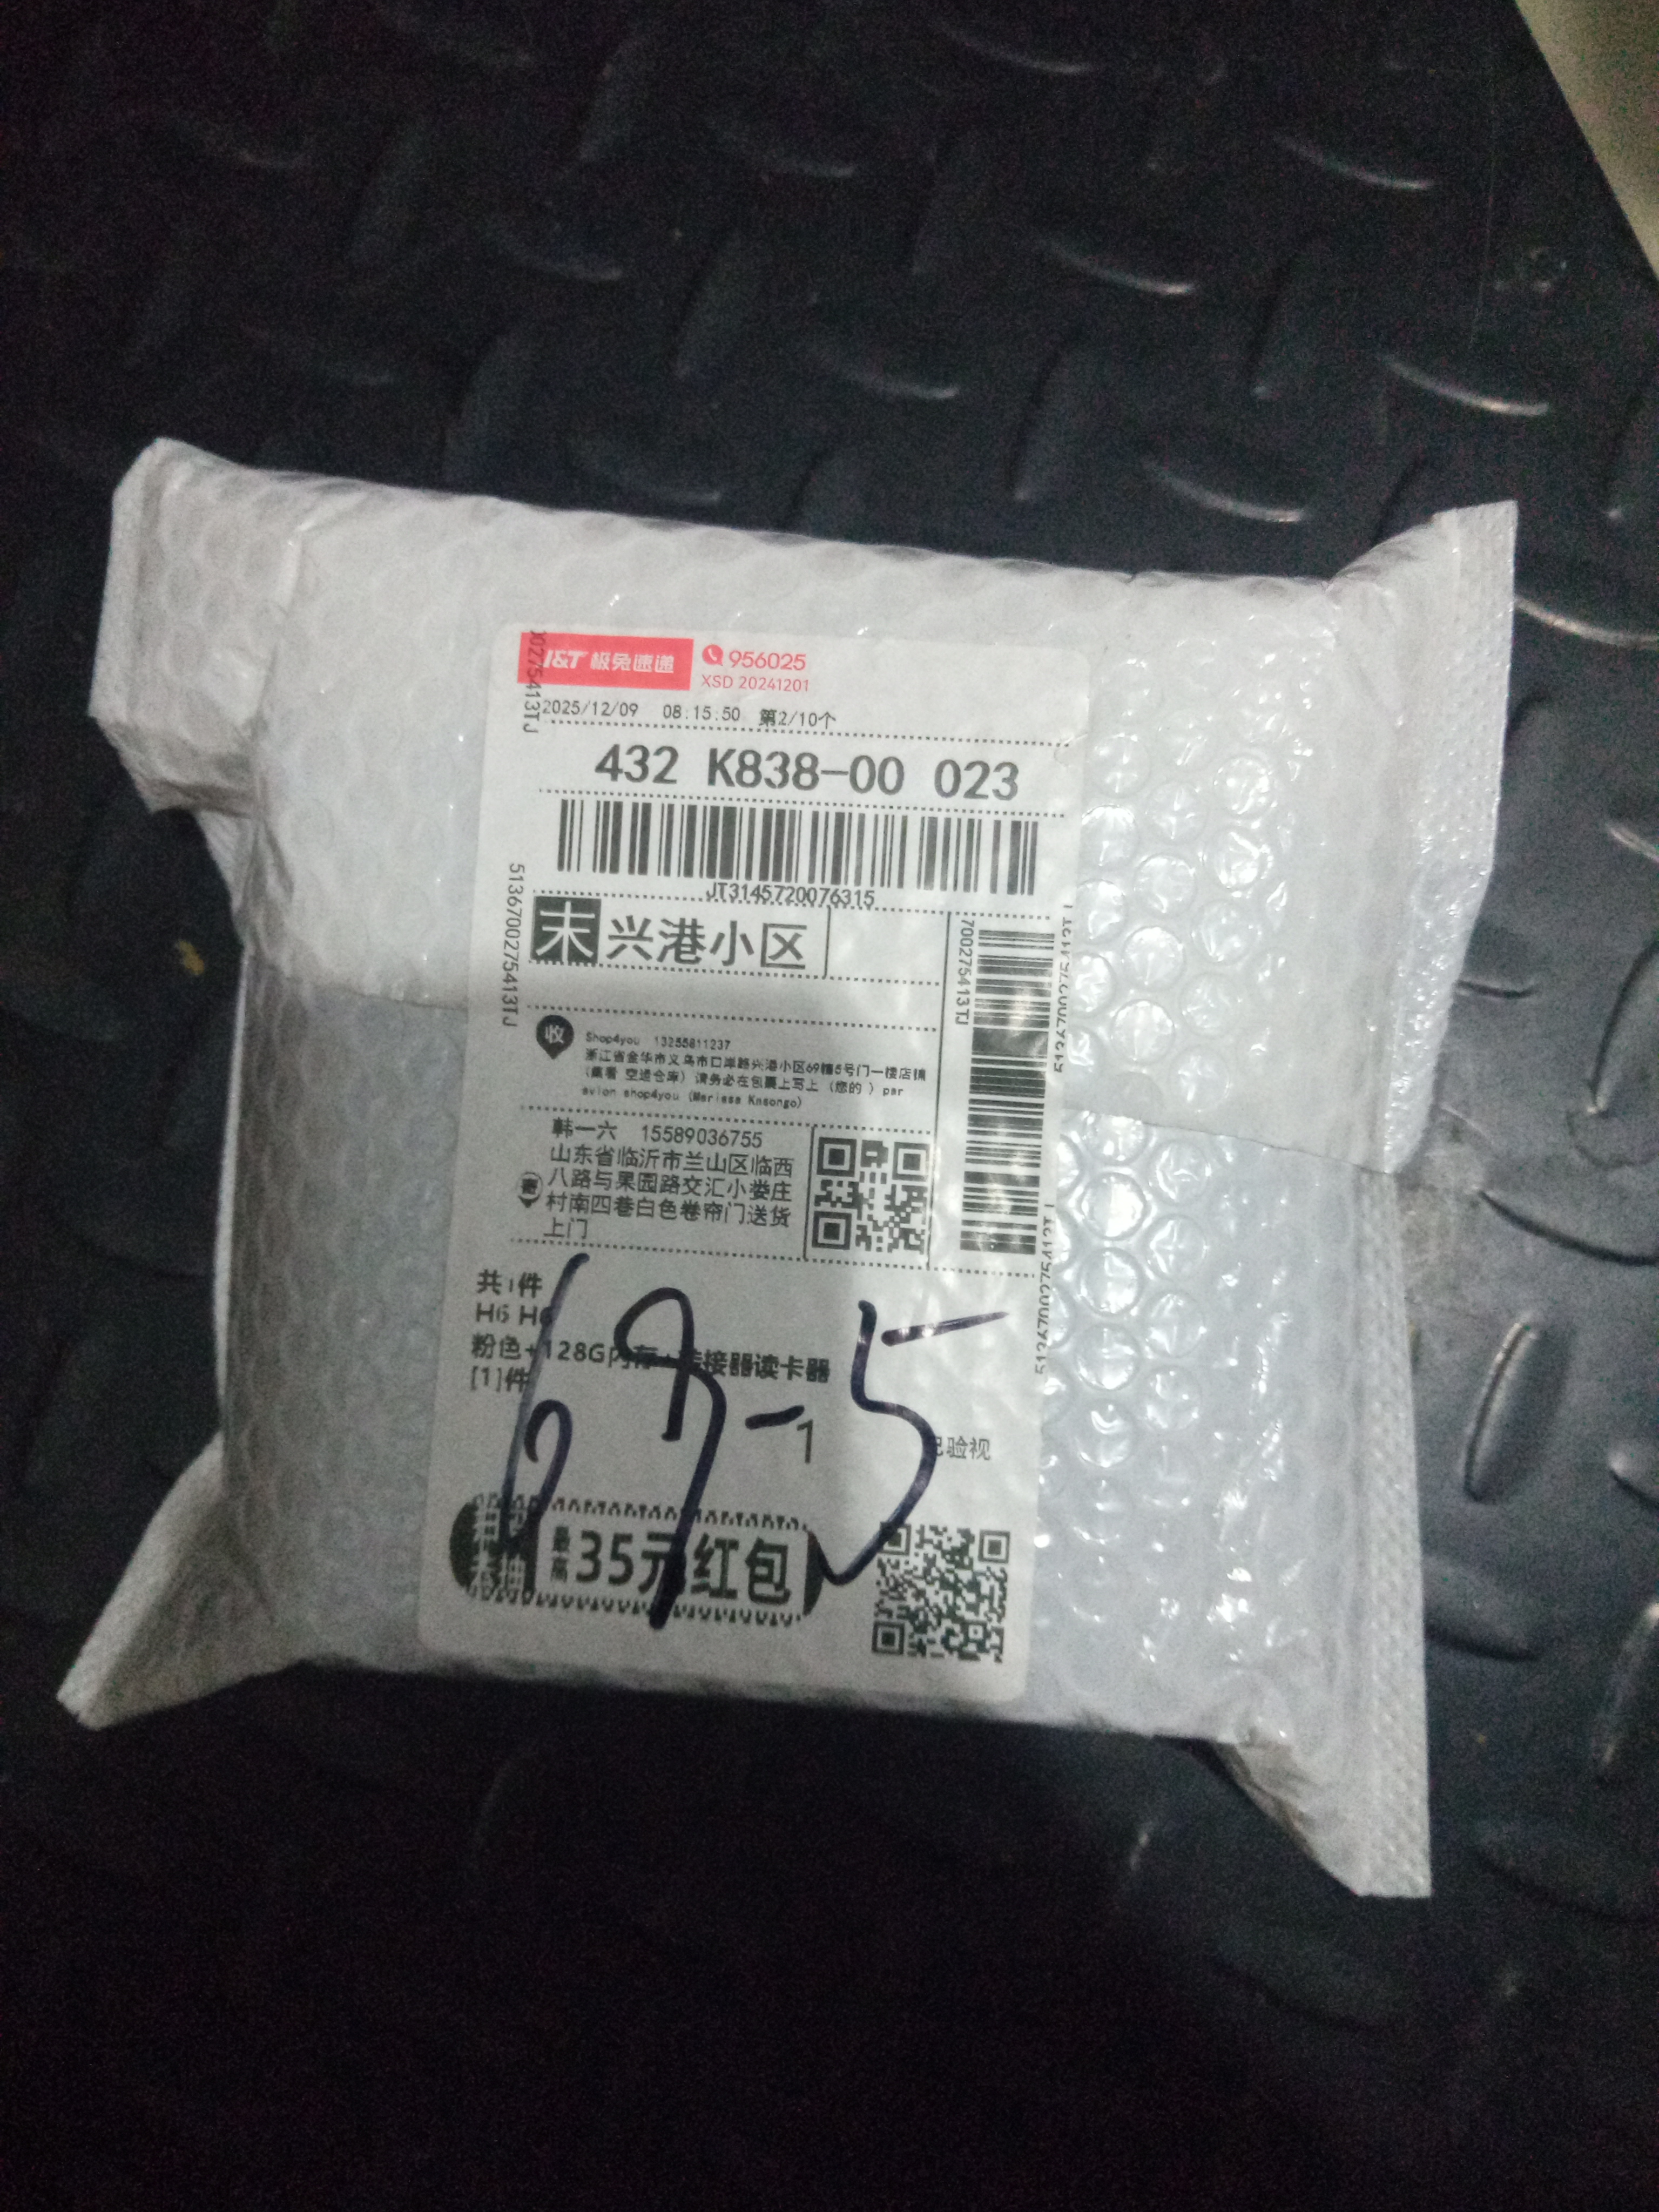 J&T 极兔速递 956025
XSD 20241201
2025/12/09 08:15:50 第2/10个
432 K838-00 023
JT3145720076315
末 兴港小区
收
Shop4you 13255811237
浙江省金华市义乌市口岸路兴港小区69幢5号门一楼店铺
空运仓库) 请务必在包裹上写上 (您的 ) par
avion shop4you (Marissa Kasongo)
韩一六 15589036755
山东省临沂市兰山区临西
八路与果园路交汇小娄庄
村南四巷白色卷帘门送货
上门
共1件
H6 H6
粉色+128G内存+ 接器读卡器
[1]件
69-5
1
已验视
最高35元红包
5136700275413TJ
700275413TJ